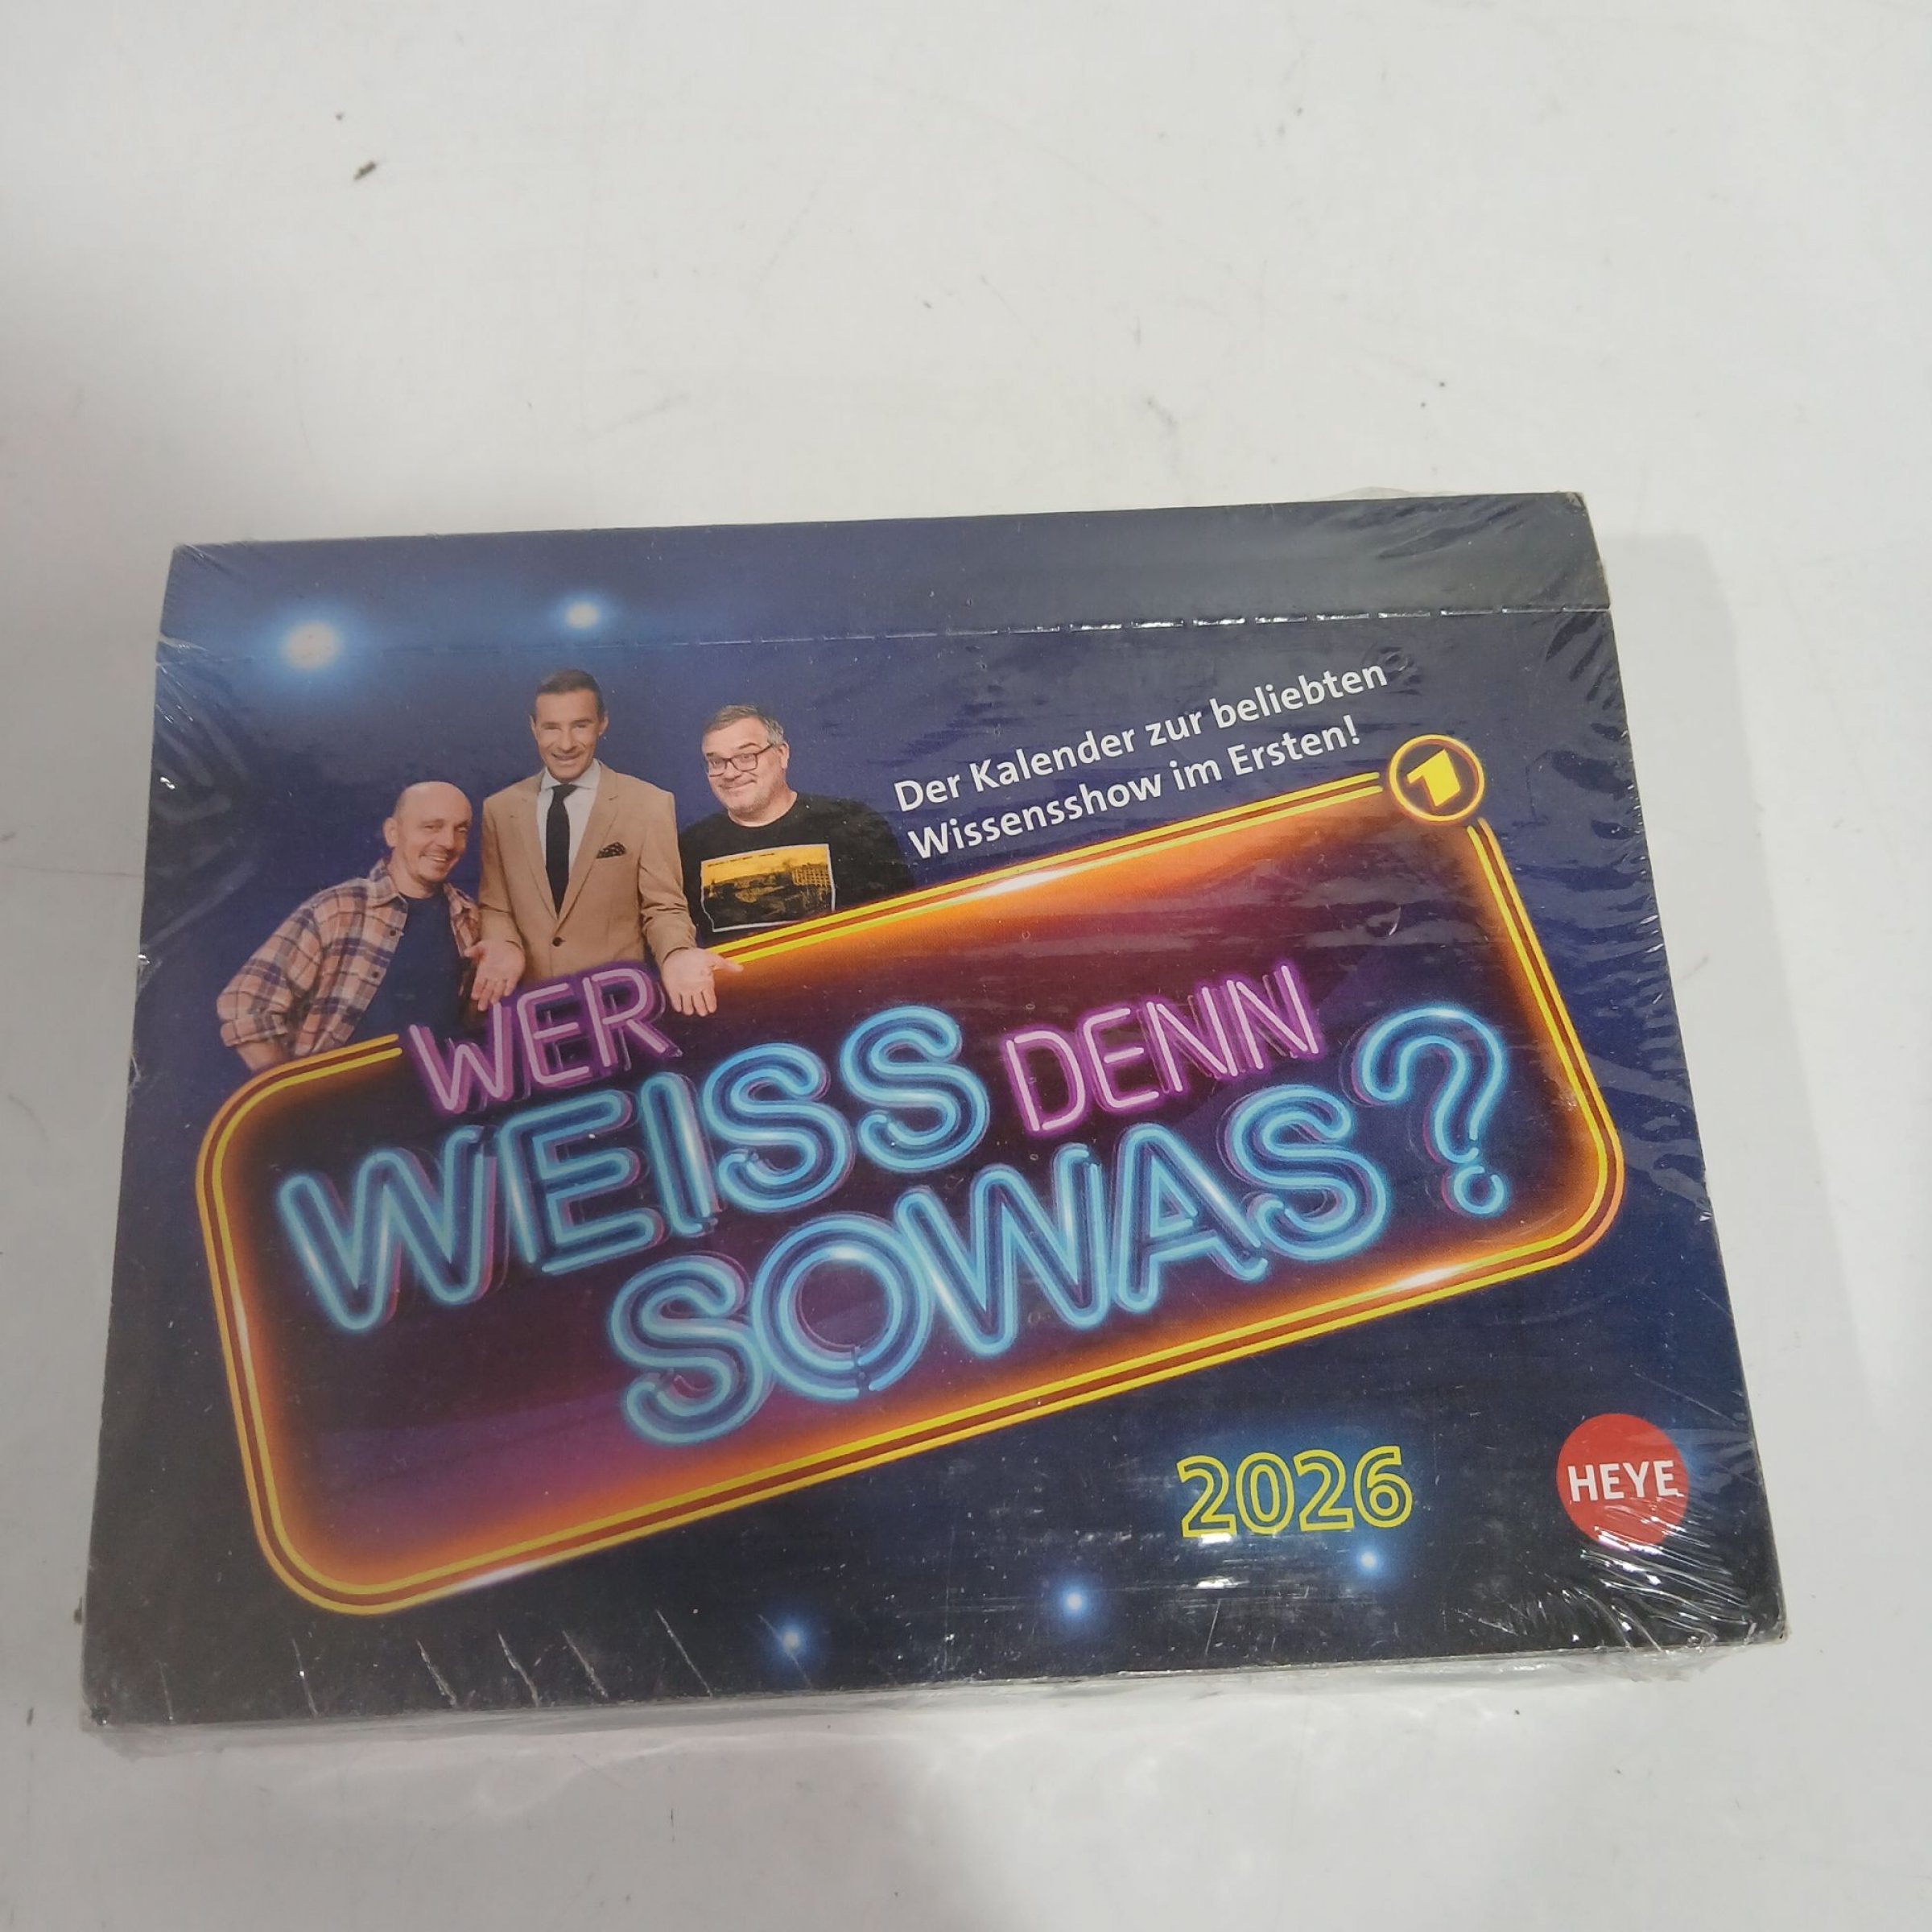 Der Kalender zur beliebten
Wissensshow im Ersten!
1
WER
WEISS DENN
SOWAS?
2026
HEYE